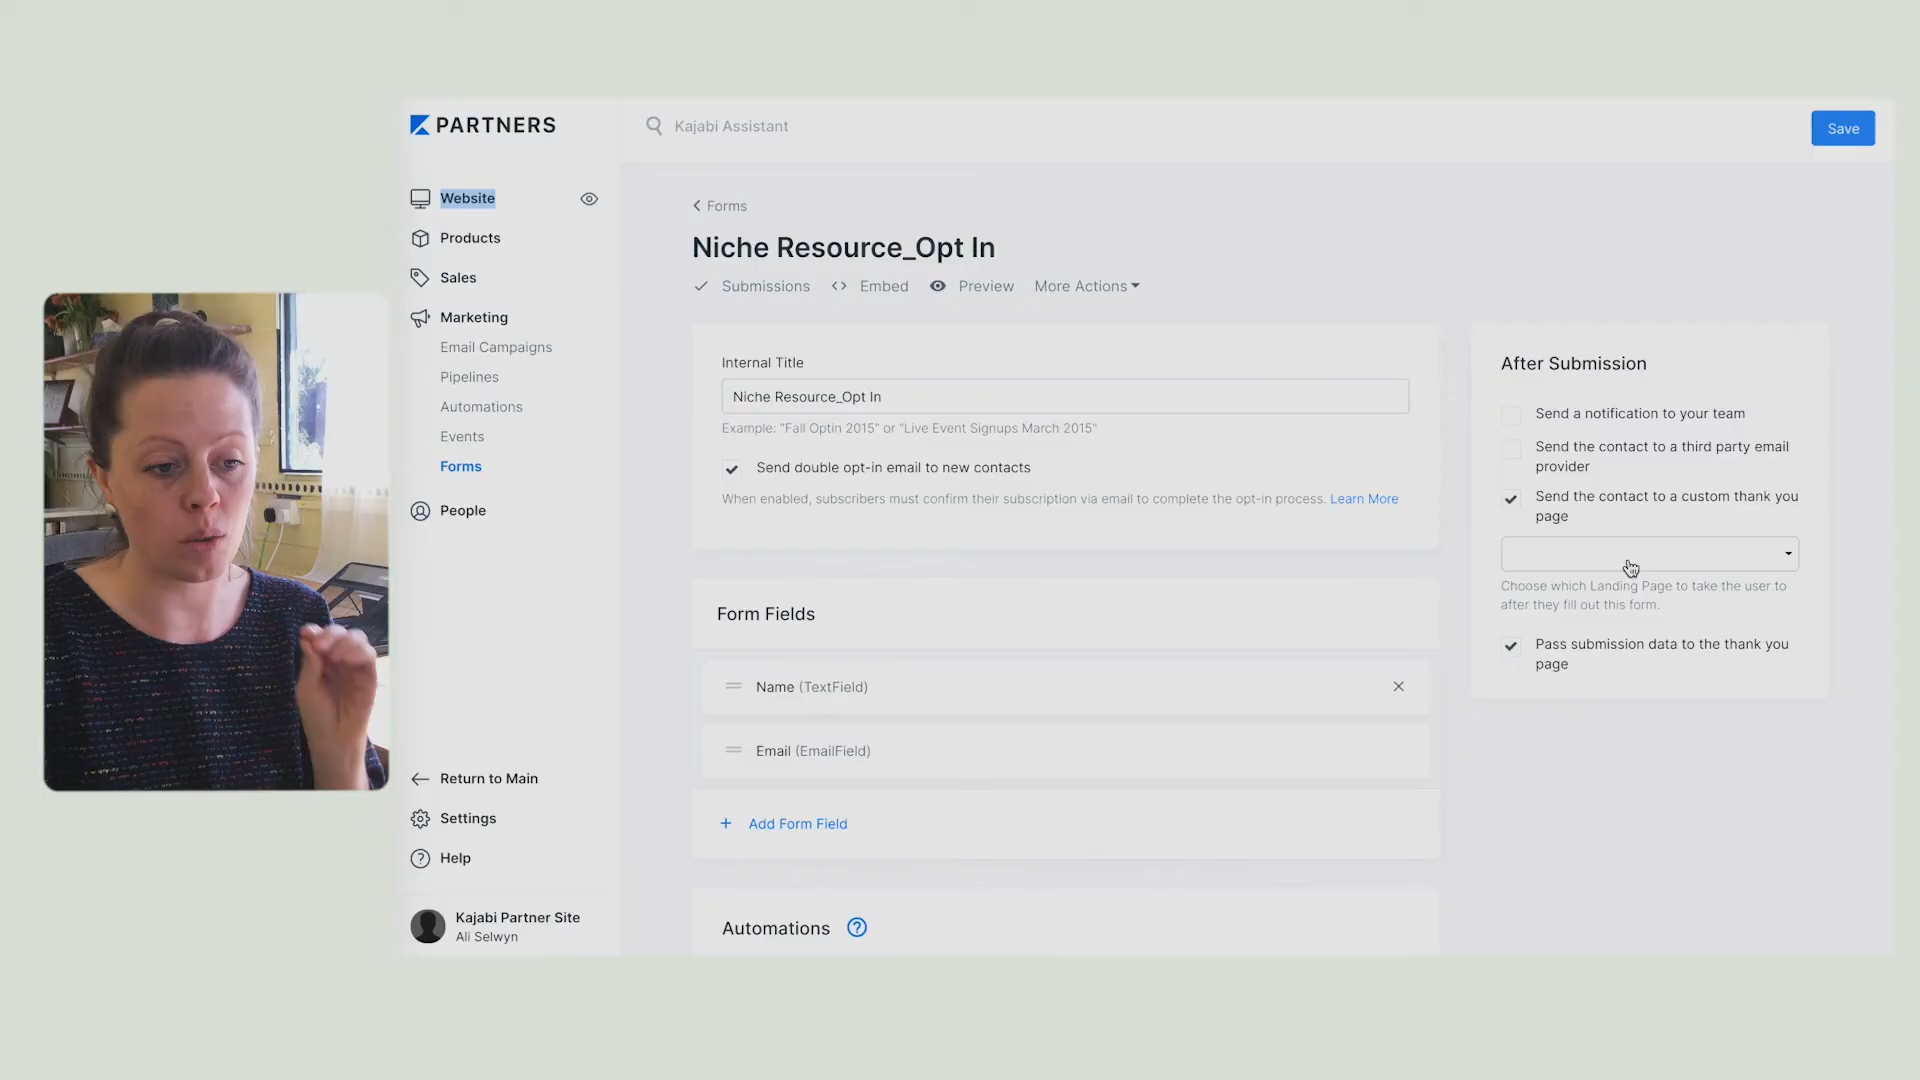 PARTNERS
Kajabi Assistant
Save
Website
Products
Sales
Marketing
Email Campaigns
Pipelines
Automations
Events
Forms
People
Return to Main
Settings
Help
Kajabi Partner Site
Ali Selwyn
Forms
Niche Resource_Opt In
Submissions
Embed
Preview
More Actions
Internal Title
Niche Resource_Opt In
Example: "Fall Optin 2015" or "Live Event Signups March 2015"
Send double opt-in email to new contacts
When enabled, subscribers must confirm their subscription via email to complete the opt-in process. Learn More
Form Fields
Name (TextField)
Email (EmailField)
+ Add Form Field
Automations ?
After Submission
Send a notification to your team
Send the contact to a third party email
provider
Send the contact to a custom thank you
page
Choose which Landing Page to take the user to
after they fill out this form.
Pass submission data to the thank you
page